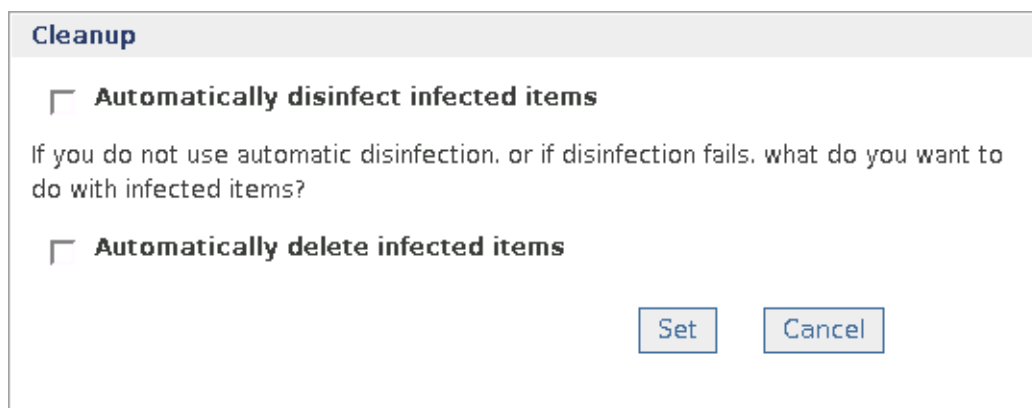 Cleanup
Automatically disinfect infected items
If you do not use automatic disinfection. or if disinfection fails. what do you want to
do with infected items?
Automatically delete infected items
Set Cancel